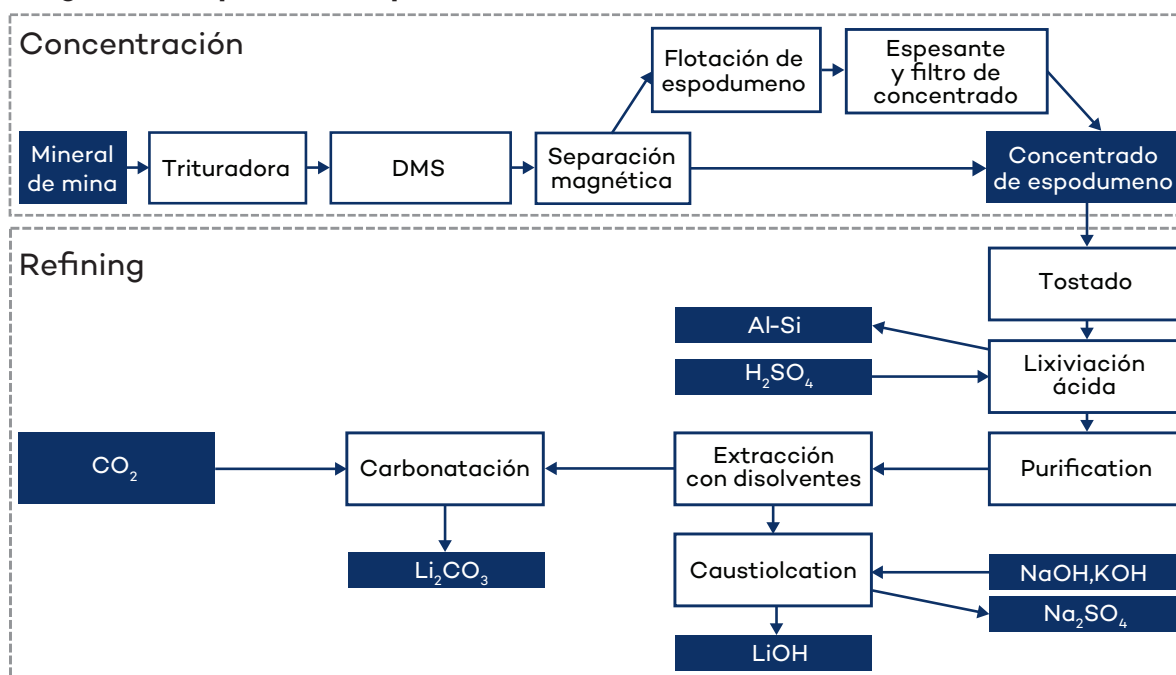 Concentración
Flotación de
espodumeno
Espesante
y filtro de
concentrado
Mineral
de mina
Trituradora
DMS
Separación
magnética
Concentrado
de espodumeno
Refining
Tostado
Al-Si
H₂SO₄
Lixiviación
ácida
CO₂
Carbonatación
Extracción
con disolventes
Purification
Li₂CO₃
Caustiolcation
NaOH,KOH
Na₂SO₄
LiOH